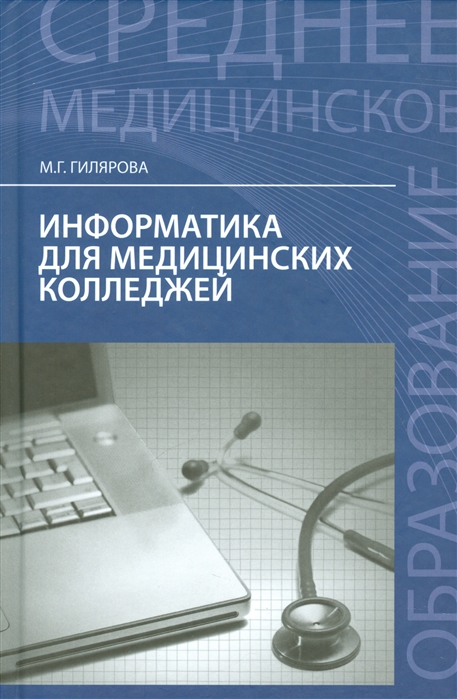 СРЕДНЕЕ
МЕДИЦИНСКОЕ
ОБРАЗОВАНИЕ
М.Г. ГИЛЯРОВА
ИНФОРМАТИКА
ДЛЯ МЕДИЦИНСКИХ
КОЛЛЕДЖЕЙ